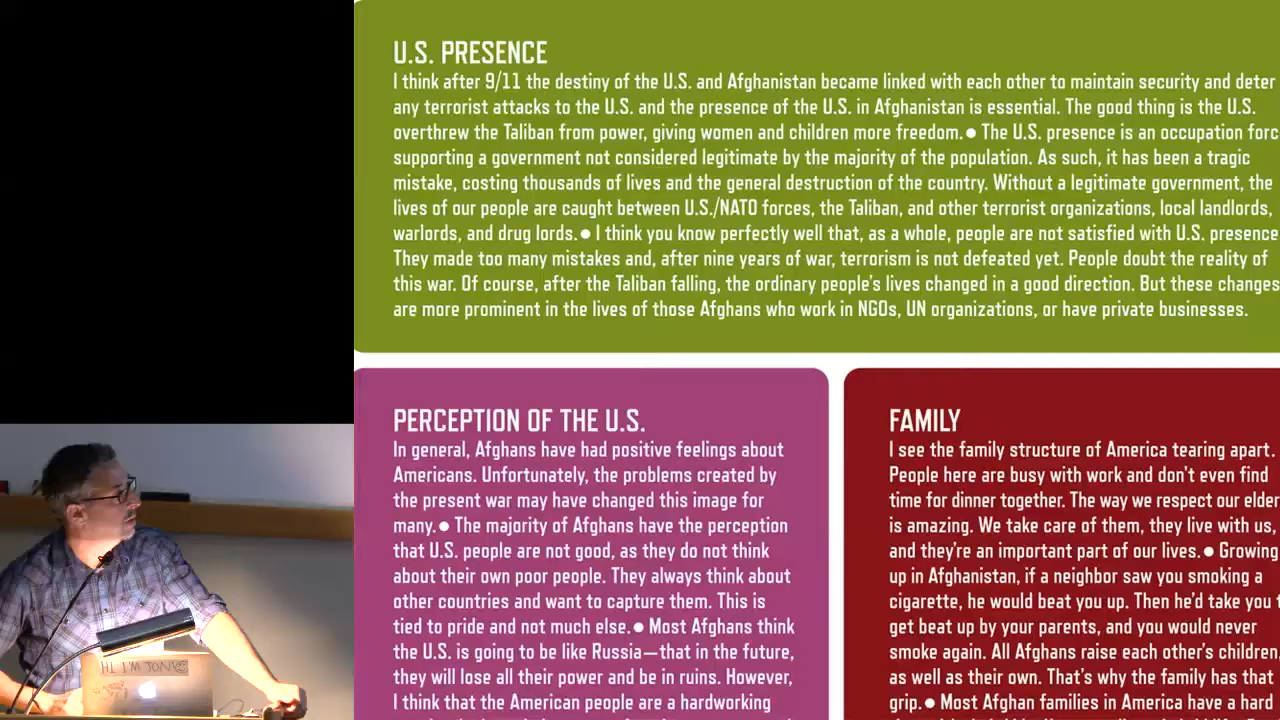 U.S. PRESENCE
I think after 9/11 the destiny of the U.S. and Afghanistan became linked with each other to maintain security and deter
any terrorist attacks to the U.S. and the presence of the U.S. in Afghanistan is essential. The good thing is the U.S.
overthrew the Taliban from power, giving women and children more freedom.● The U.S. presence is an occupation forc
supporting a government not considered legitimate by the majority of the population. As such, it has been a tragic
mistake, costing thousands of lives and the general destruction of the country. Without a legitimate government, the
lives of our people are caught between U.S./NATO forces, the Taliban, and other terrorist organizations, local landlords,
warlords, and drug lords.● I think you know perfectly well that, as a whole, people are not satisfied with U.S. presence
They made too many mistakes and, after nine years of war, terrorism is not defeated yet. People doubt the reality of
this war. Of course, after the Taliban falling, the ordinary people's lives changed in a good direction. But these changes
are more prominent in the lives of those Afghans who work in NGOs, UN organizations, or have private businesses.
PERCEPTION OF THE U.S.
In general, Afghans have had positive feelings about
Americans. Unfortunately, the problems created by
the present war may have changed this image for
many.● The majority of Afghans have the perception
that U.S. people are not good, as they do not think
about their own poor people. They always think about
other countries and want to capture them. This is
tied to pride and not much else.● Most Afghans think
the U.S. is going to be like Russia—that in the future,
they will lose all their power and be in ruins. However,
I think that the American people are a hardworking
FAMILY
I see the family structure of America tearing apart.
People here are busy with work and don't even find
time for dinner together. The way we respect our elder
is amazing. We take care of them, they live with us,
and they're an important part of our lives.● Growing
up in Afghanistan, if a neighbor saw you smoking a
cigarette, he would beat you up. Then he'd take you t
get beat up by your parents, and you would never
smoke again. All Afghans raise each other's children,
as well as their own. That's why the family has that
grip.● Most Afghan families in America have a hard
HI I'M JON